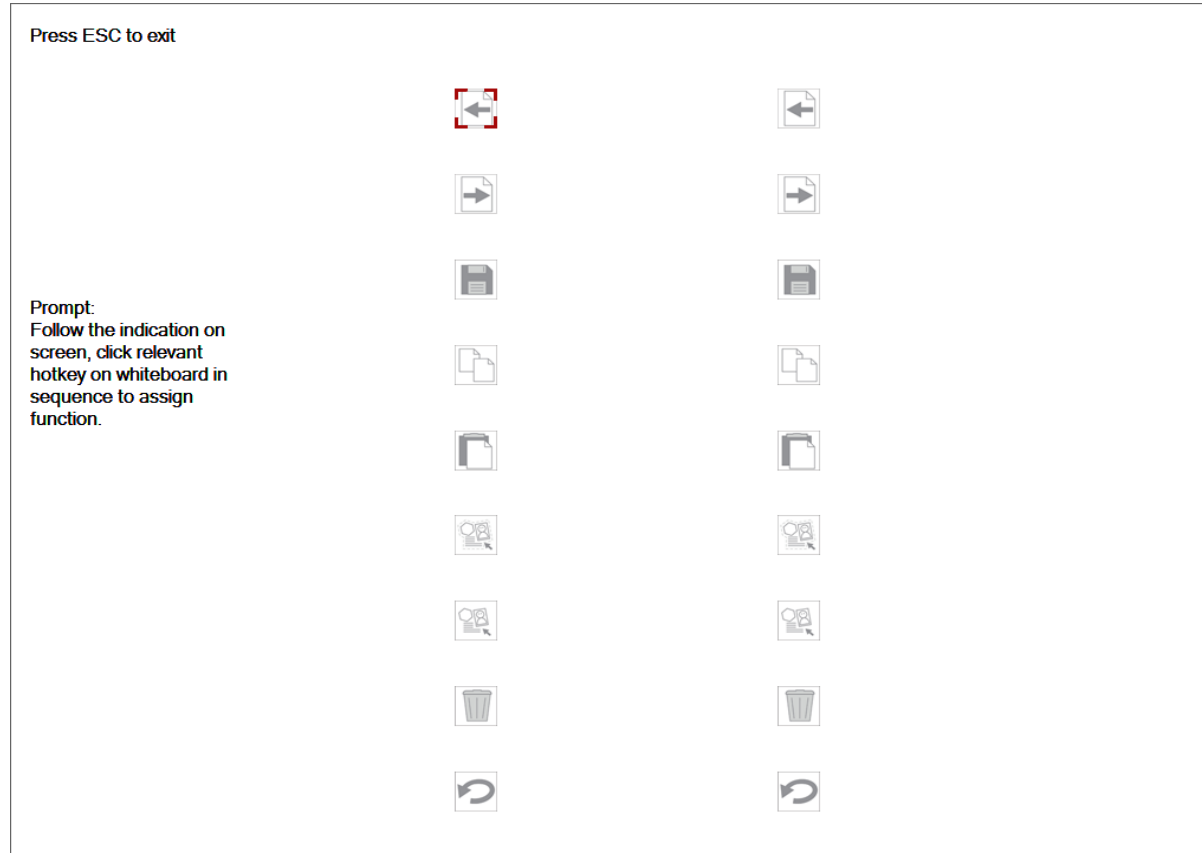 Press ESC to exit
Prompt:
Follow the indication on
screen, click relevant
hotkey on whiteboard in
sequence to assign
function.